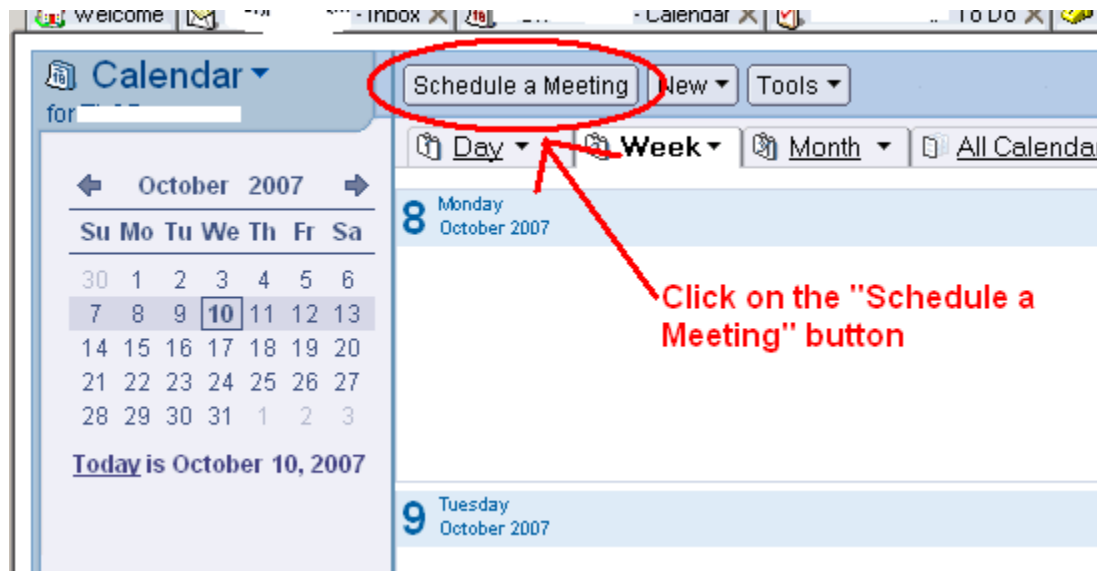 Welcome - Inbox - Calendar To Do
Calendar
for
Schedule a Meeting New Tools
Day Week Month All Calenda
October 2007
Su Mo Tu We Th Fr Sa
30 1 2 3 4 5 6
7 8 9 10 11 12 13
14 15 16 17 18 19 20
21 22 23 24 25 26 27
28 29 30 31 1 2 3
Today is October 10, 2007
8 Monday
October 2007
Click on the "Schedule a
Meeting" button
9 Tuesday
October 2007